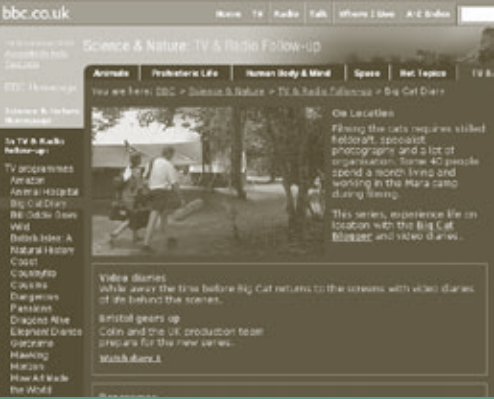 bbc.co.uk
Home TV Radio Talk Where I Live A-Z Index
Science & Nature: TV & Radio Follow-up
Animals Prehistoric Life Human Body & Mind Space Hot Topics TV &
BBC Homepage
Science & Nature
Homepage
You are here: BBC > Science & Nature > TV & Radio Follow-up > Big Cat Diary
In TV & Radio
Follow-up:
TV programmes
Amazon
Animal Hospital
Big Cat Diary
Bill Oddie Goes
Wild
British Isles: A
Natural History
Coast
Countryfile
Cousins
Dangerous
Passions
Dragons Alive
Elephant Diaries
Geronimo
Hawking
Horizon
How Art Made
the World
On Location
Filming the cats requires skilled
fieldcraft, specialist
photography and a lot of
organisation. Some 40 people
spend a month living and
working in the Mara camp
during filming.
This series, experience life on
location with the Big Cat
Blogger and video diaries.
Video diaries
While away the time before Big Cat returns to the screens with video diaries
of life behind the scenes.
Bristol gears up
Colin and the UK production team
prepare for the new series.
Watch diary 1